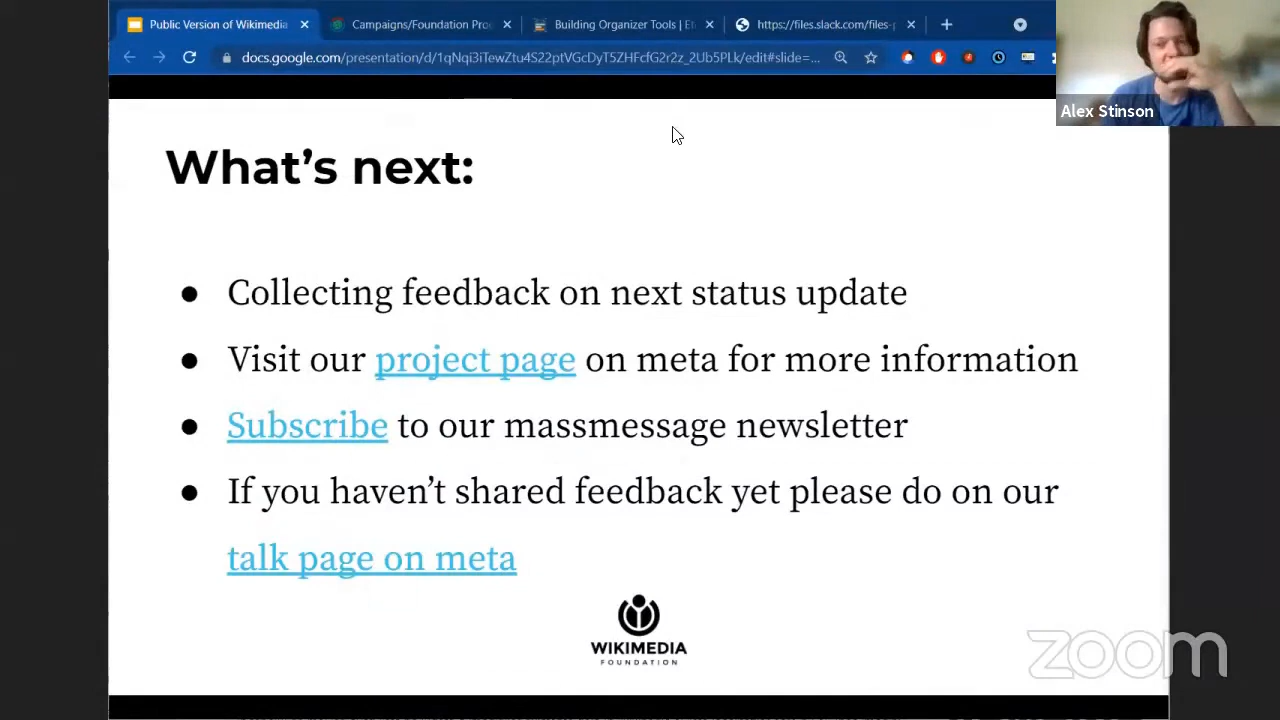 Public Version of Wikimedia
Campaigns/Foundation Pro
Building Organizer Tools | Et
https://files.slack.com/files-
docs.google.com/presentation/d/1qNqi3iTewZtu4S22ptVGcDyT5ZHFcfG2r2z_2Ub5PLk/edit#slide=...
Alex Stinson
What's next:
● Collecting feedback on next status update
● Visit our project page on meta for more information
● Subscribe to our massmessage newsletter
● If you haven't shared feedback yet please do on our
talk page on meta
WIKIMEDIA
FOUNDATION
zoom